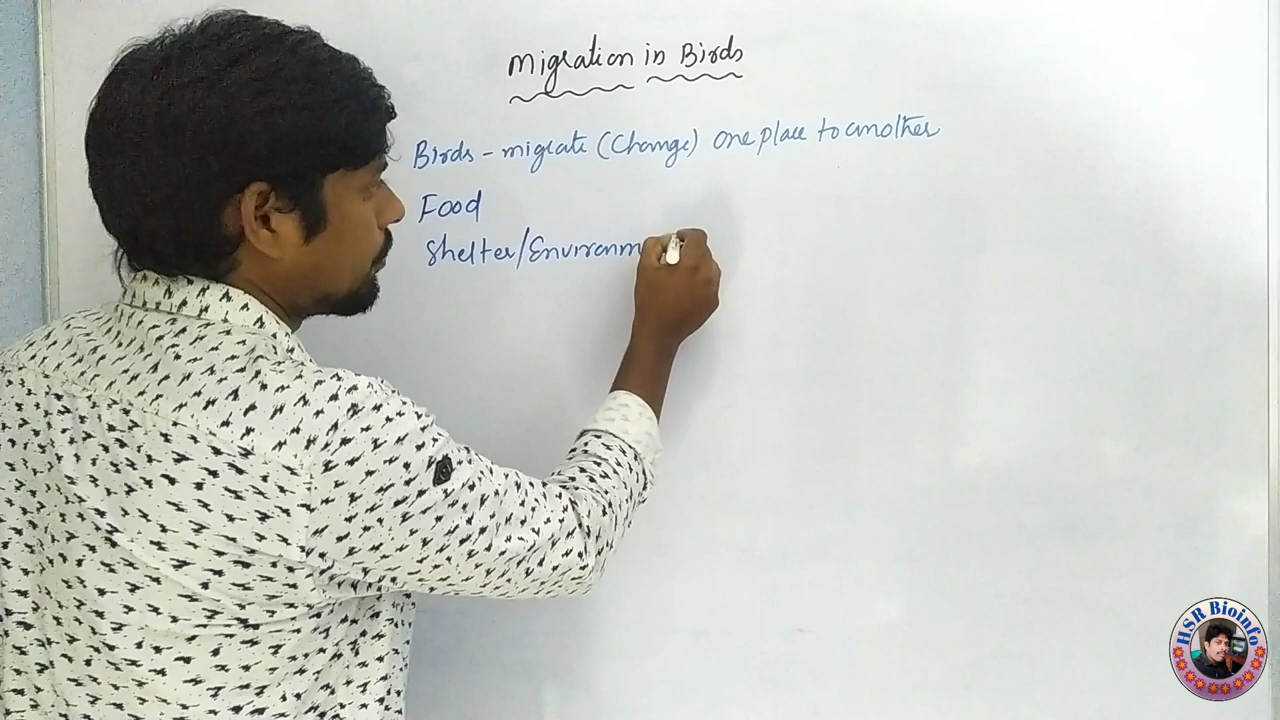 Migration in Birds
Birds - migrate (Change) one place to another
Food
Shelter/Environm
HSR Bioinfo